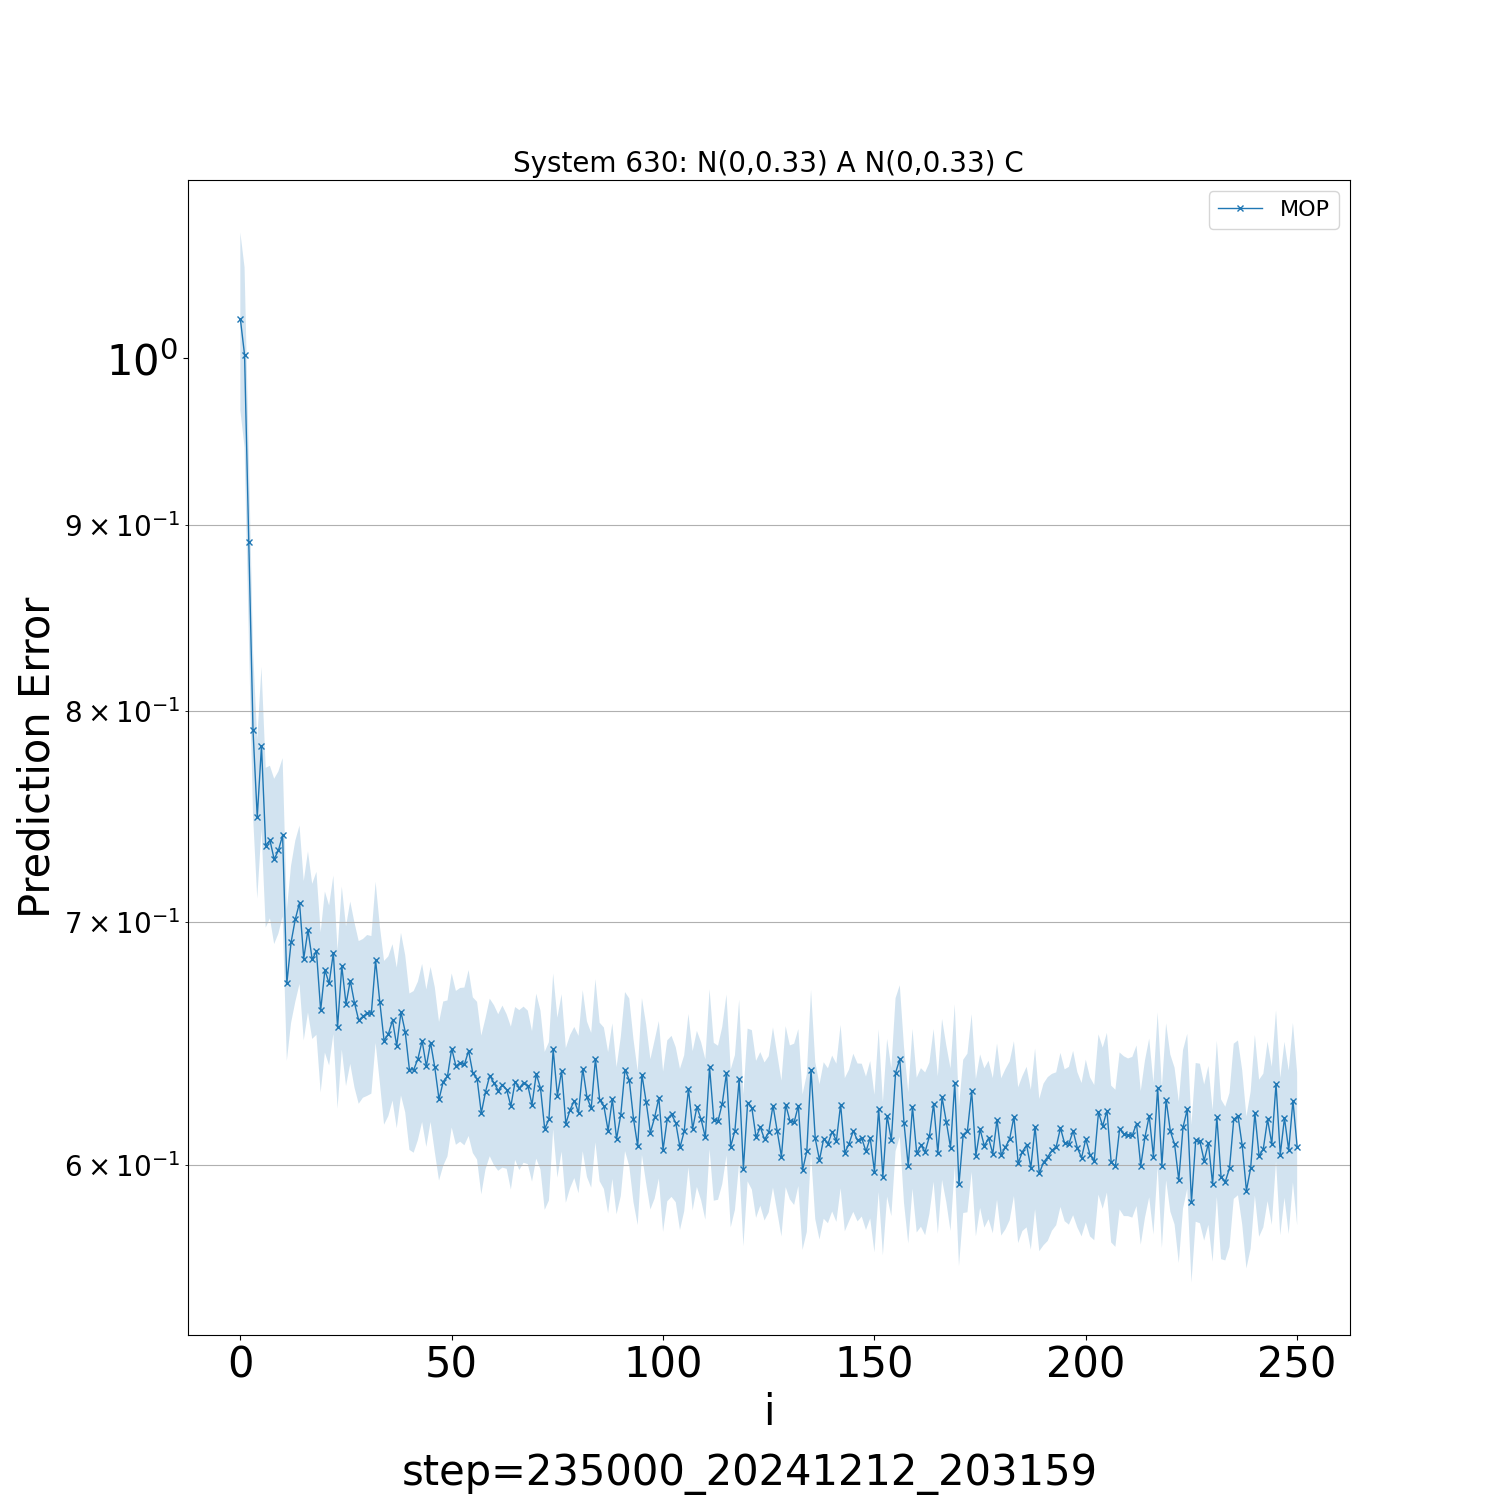 System 630: N(0,0.33) A N(0,0.33) C
MOP
10⁰
9 × 10⁻¹
8 × 10⁻¹
7 × 10⁻¹
6 × 10⁻¹
Prediction Error
0 50 100 150 200 250
i
step=235000_20241212_203159